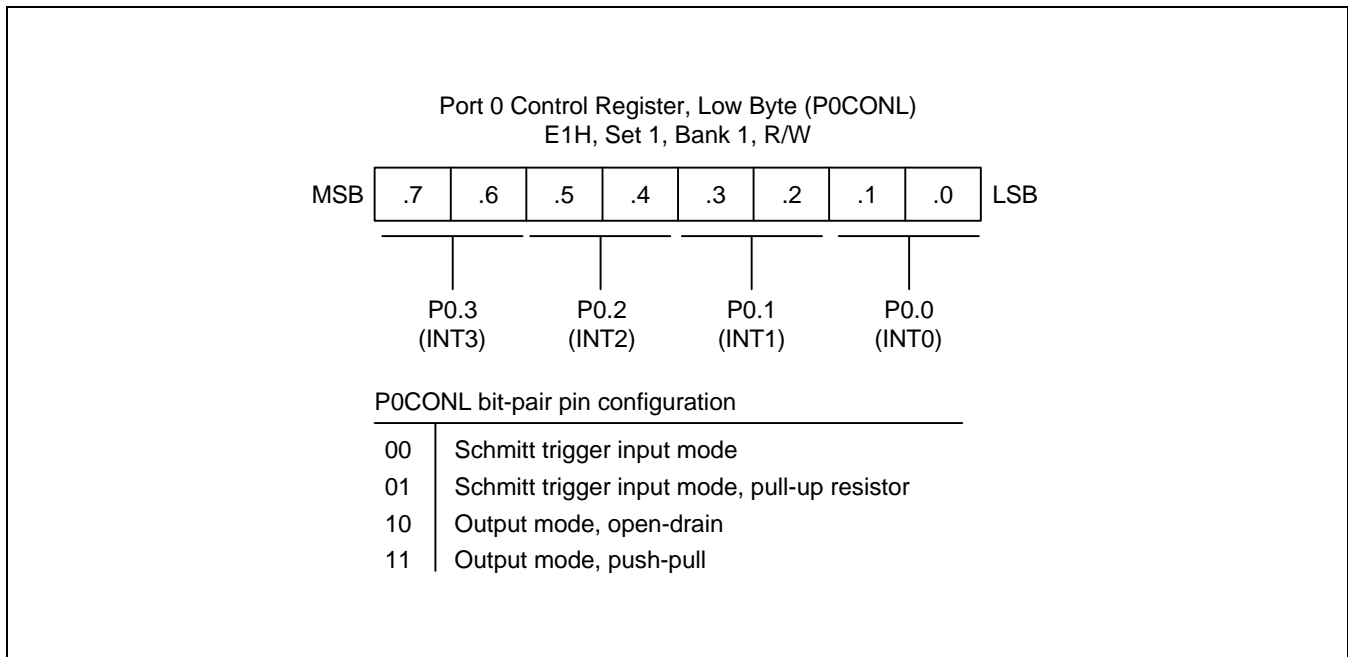 Port 0 Control Register, Low Byte (P0CONL)
E1H, Set 1, Bank 1, R/W
MSB .7 .6 .5 .4 .3 .2 .1 .0 LSB
P0.3 P0.2 P0.1 P0.0
(INT3) (INT2) (INT1) (INT0)
P0CONL bit-pair pin configuration
00 Schmitt trigger input mode
01 Schmitt trigger input mode, pull-up resistor
10 Output mode, open-drain
11 Output mode, push-pull